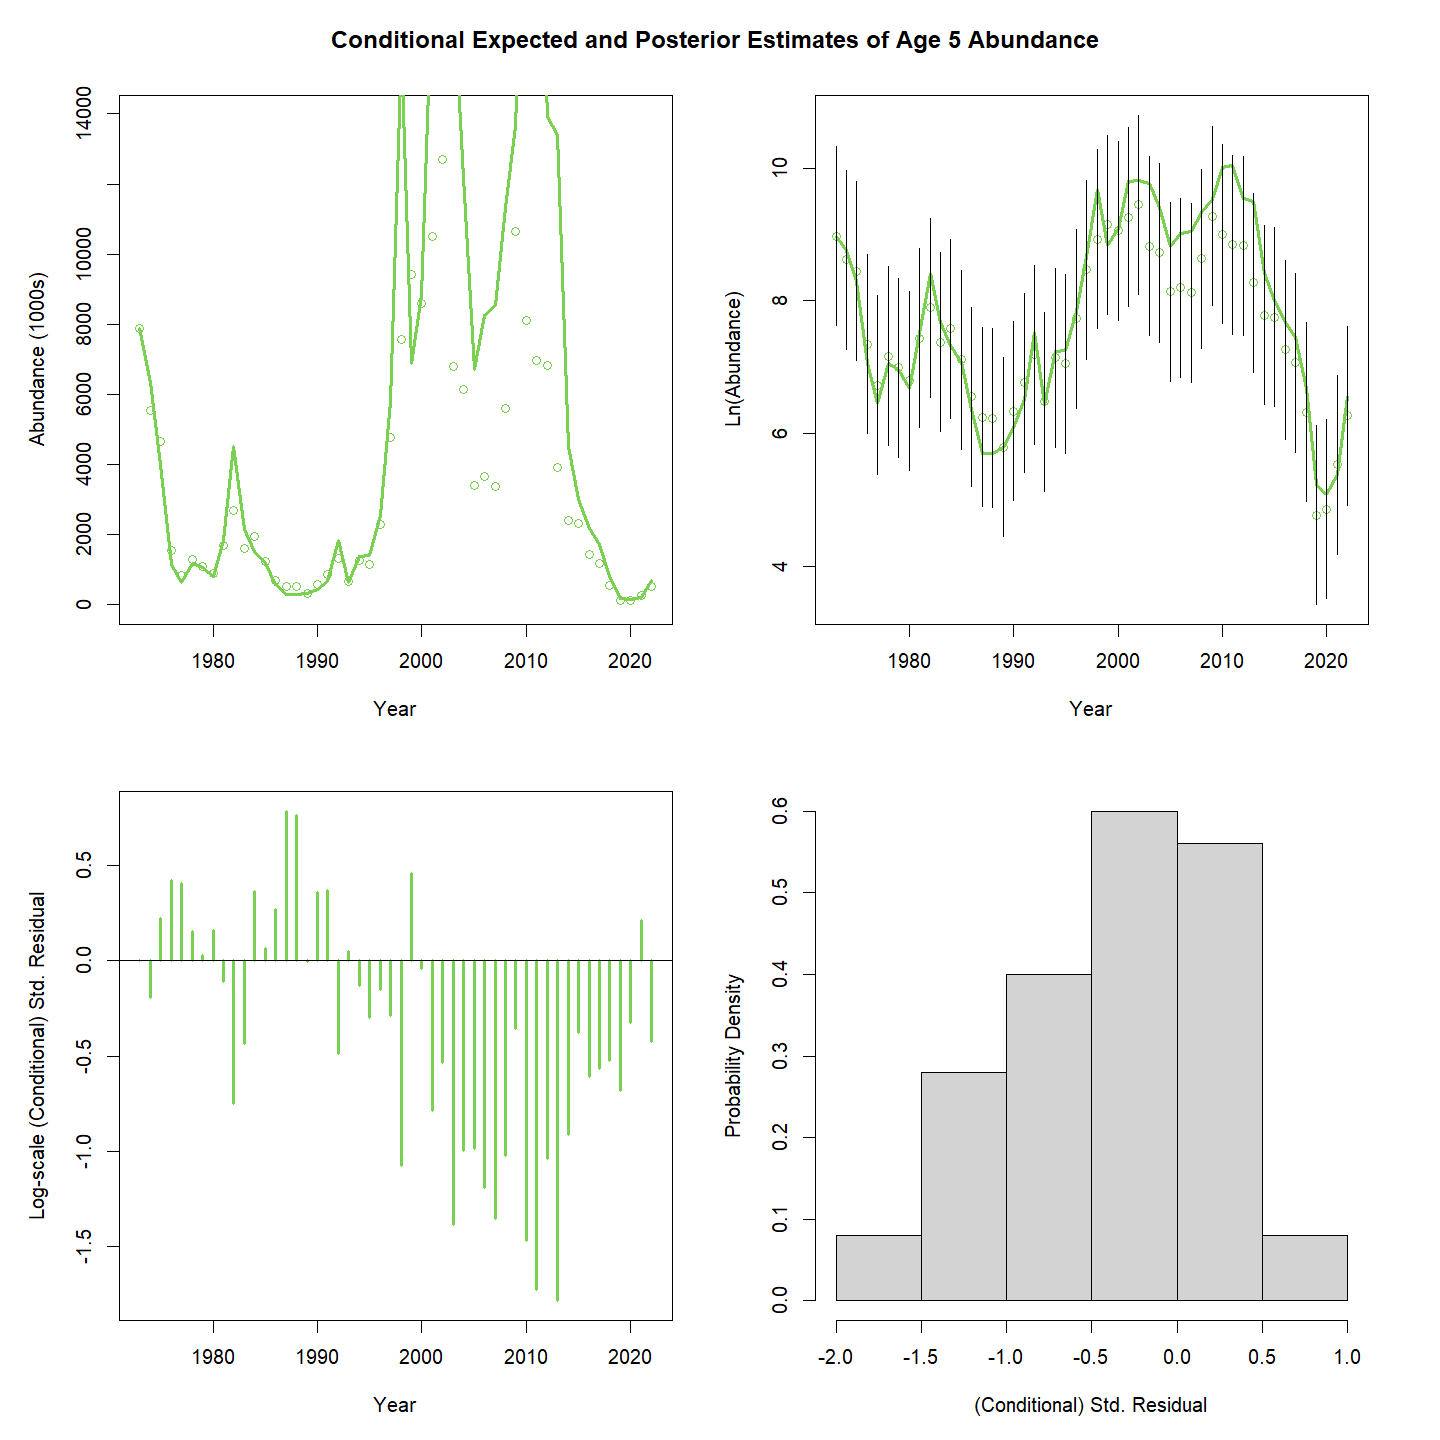 Conditional Expected and Posterior Estimates of Age 5 Abundance
Abundance (1000s)
0 2000 4000 6000 8000 10000 14000
1980 1990 2000 2010 2020
Year
Ln(Abundance)
4 6 8 10
1980 1990 2000 2010 2020
Year
Log-scale (Conditional) Std. Residual
-1.5 -1.0 -0.5 0.0 0.5
1980 1990 2000 2010 2020
Year
Probability Density
0.0 0.1 0.2 0.3 0.4 0.5 0.6
-2.0 -1.5 -1.0 -0.5 0.0 0.5 1.0
(Conditional) Std. Residual